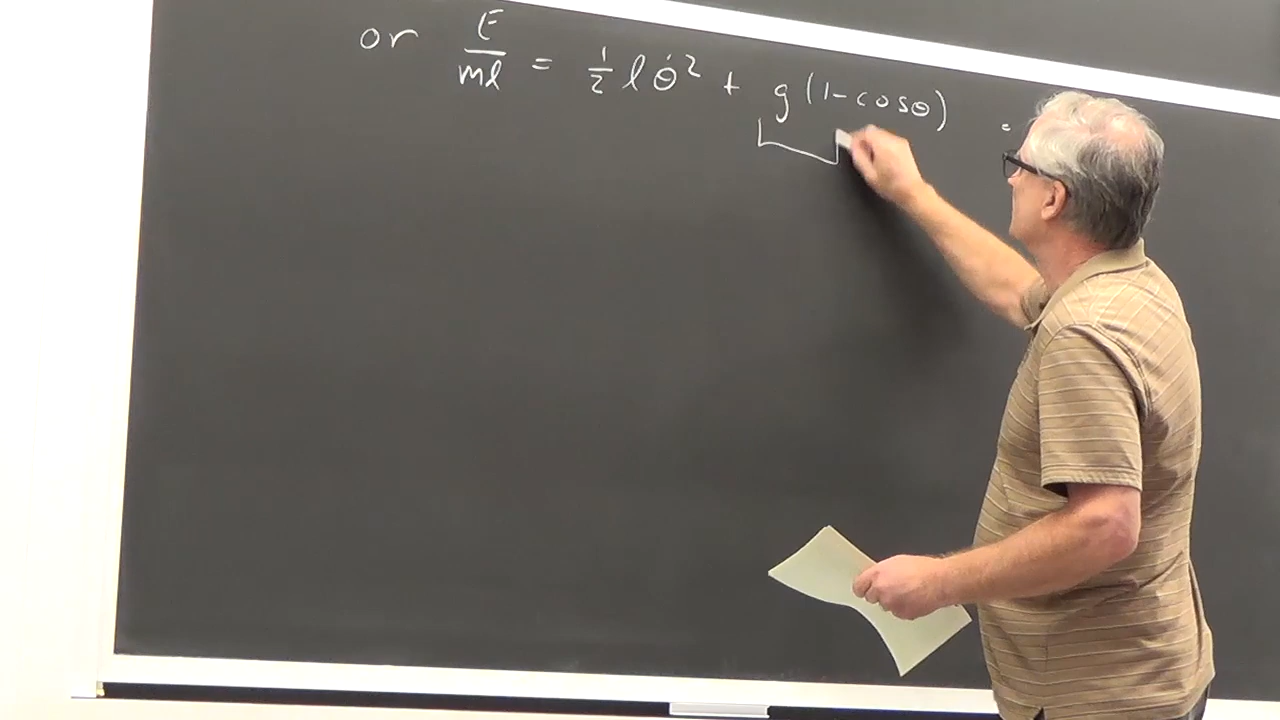 or E/ml = 1/2 l θ̇² + g(1-cosθ) =